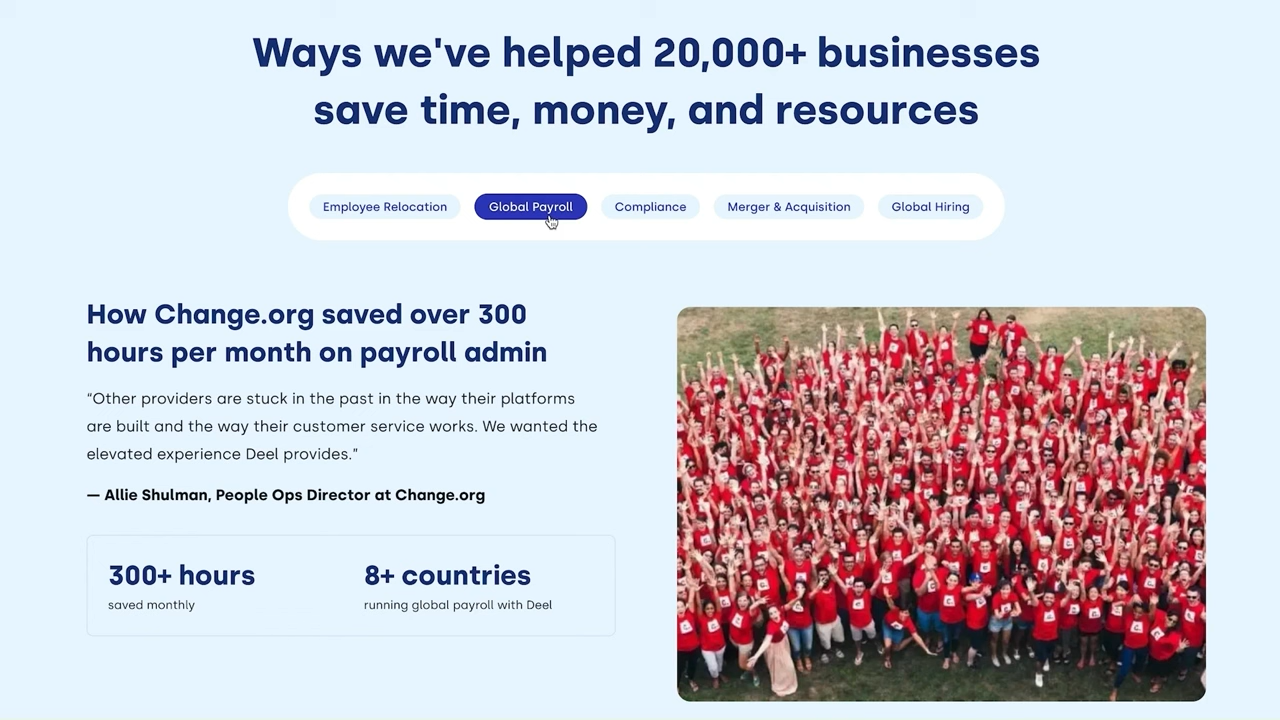 Ways we've helped 20,000+ businesses
save time, money, and resources
Employee Relocation
Global Payroll
Compliance
Merger & Acquisition
Global Hiring
How Change.org saved over 300
hours per month on payroll admin
“Other providers are stuck in the past in the way their platforms
are built and the way their customer service works. We wanted the
elevated experience Deel provides.”
— Allie Shulman, People Ops Director at Change.org
300+ hours
saved monthly
8+ countries
running global payroll with Deel